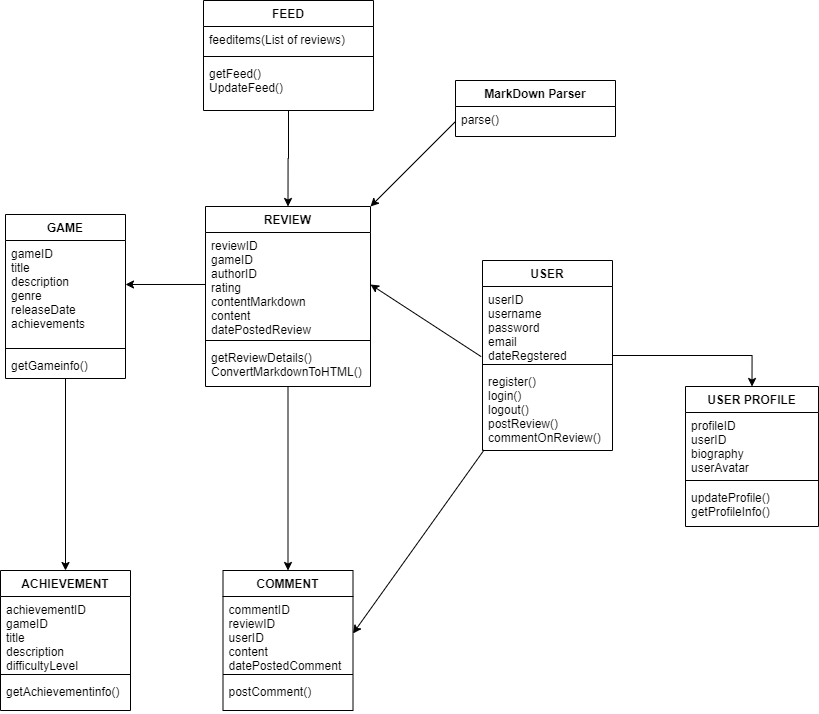 FEED
feeditems(List of reviews)
getFeed()
UpdateFeed()
MarkDown Parser
parse()
GAME
gameID
title
description
genre
releaseDate
achievements
getGameinfo()
REVIEW
reviewID
gameID
authorID
rating
contentMarkdown
content
datePostedReview
getReviewDetails()
ConvertMarkdownToHTML()
USER
userID
username
password
email
dateRegstered
register()
login()
logout()
postReview()
commentOnReview()
USER PROFILE
profileID
userID
biography
userAvatar
updateProfile()
getProfileInfo()
ACHIEVEMENT
achievementID
gameID
title
description
difficultyLevel
getAchievementinfo()
COMMENT
commentID
reviewID
userID
content
datePostedComment
postComment()